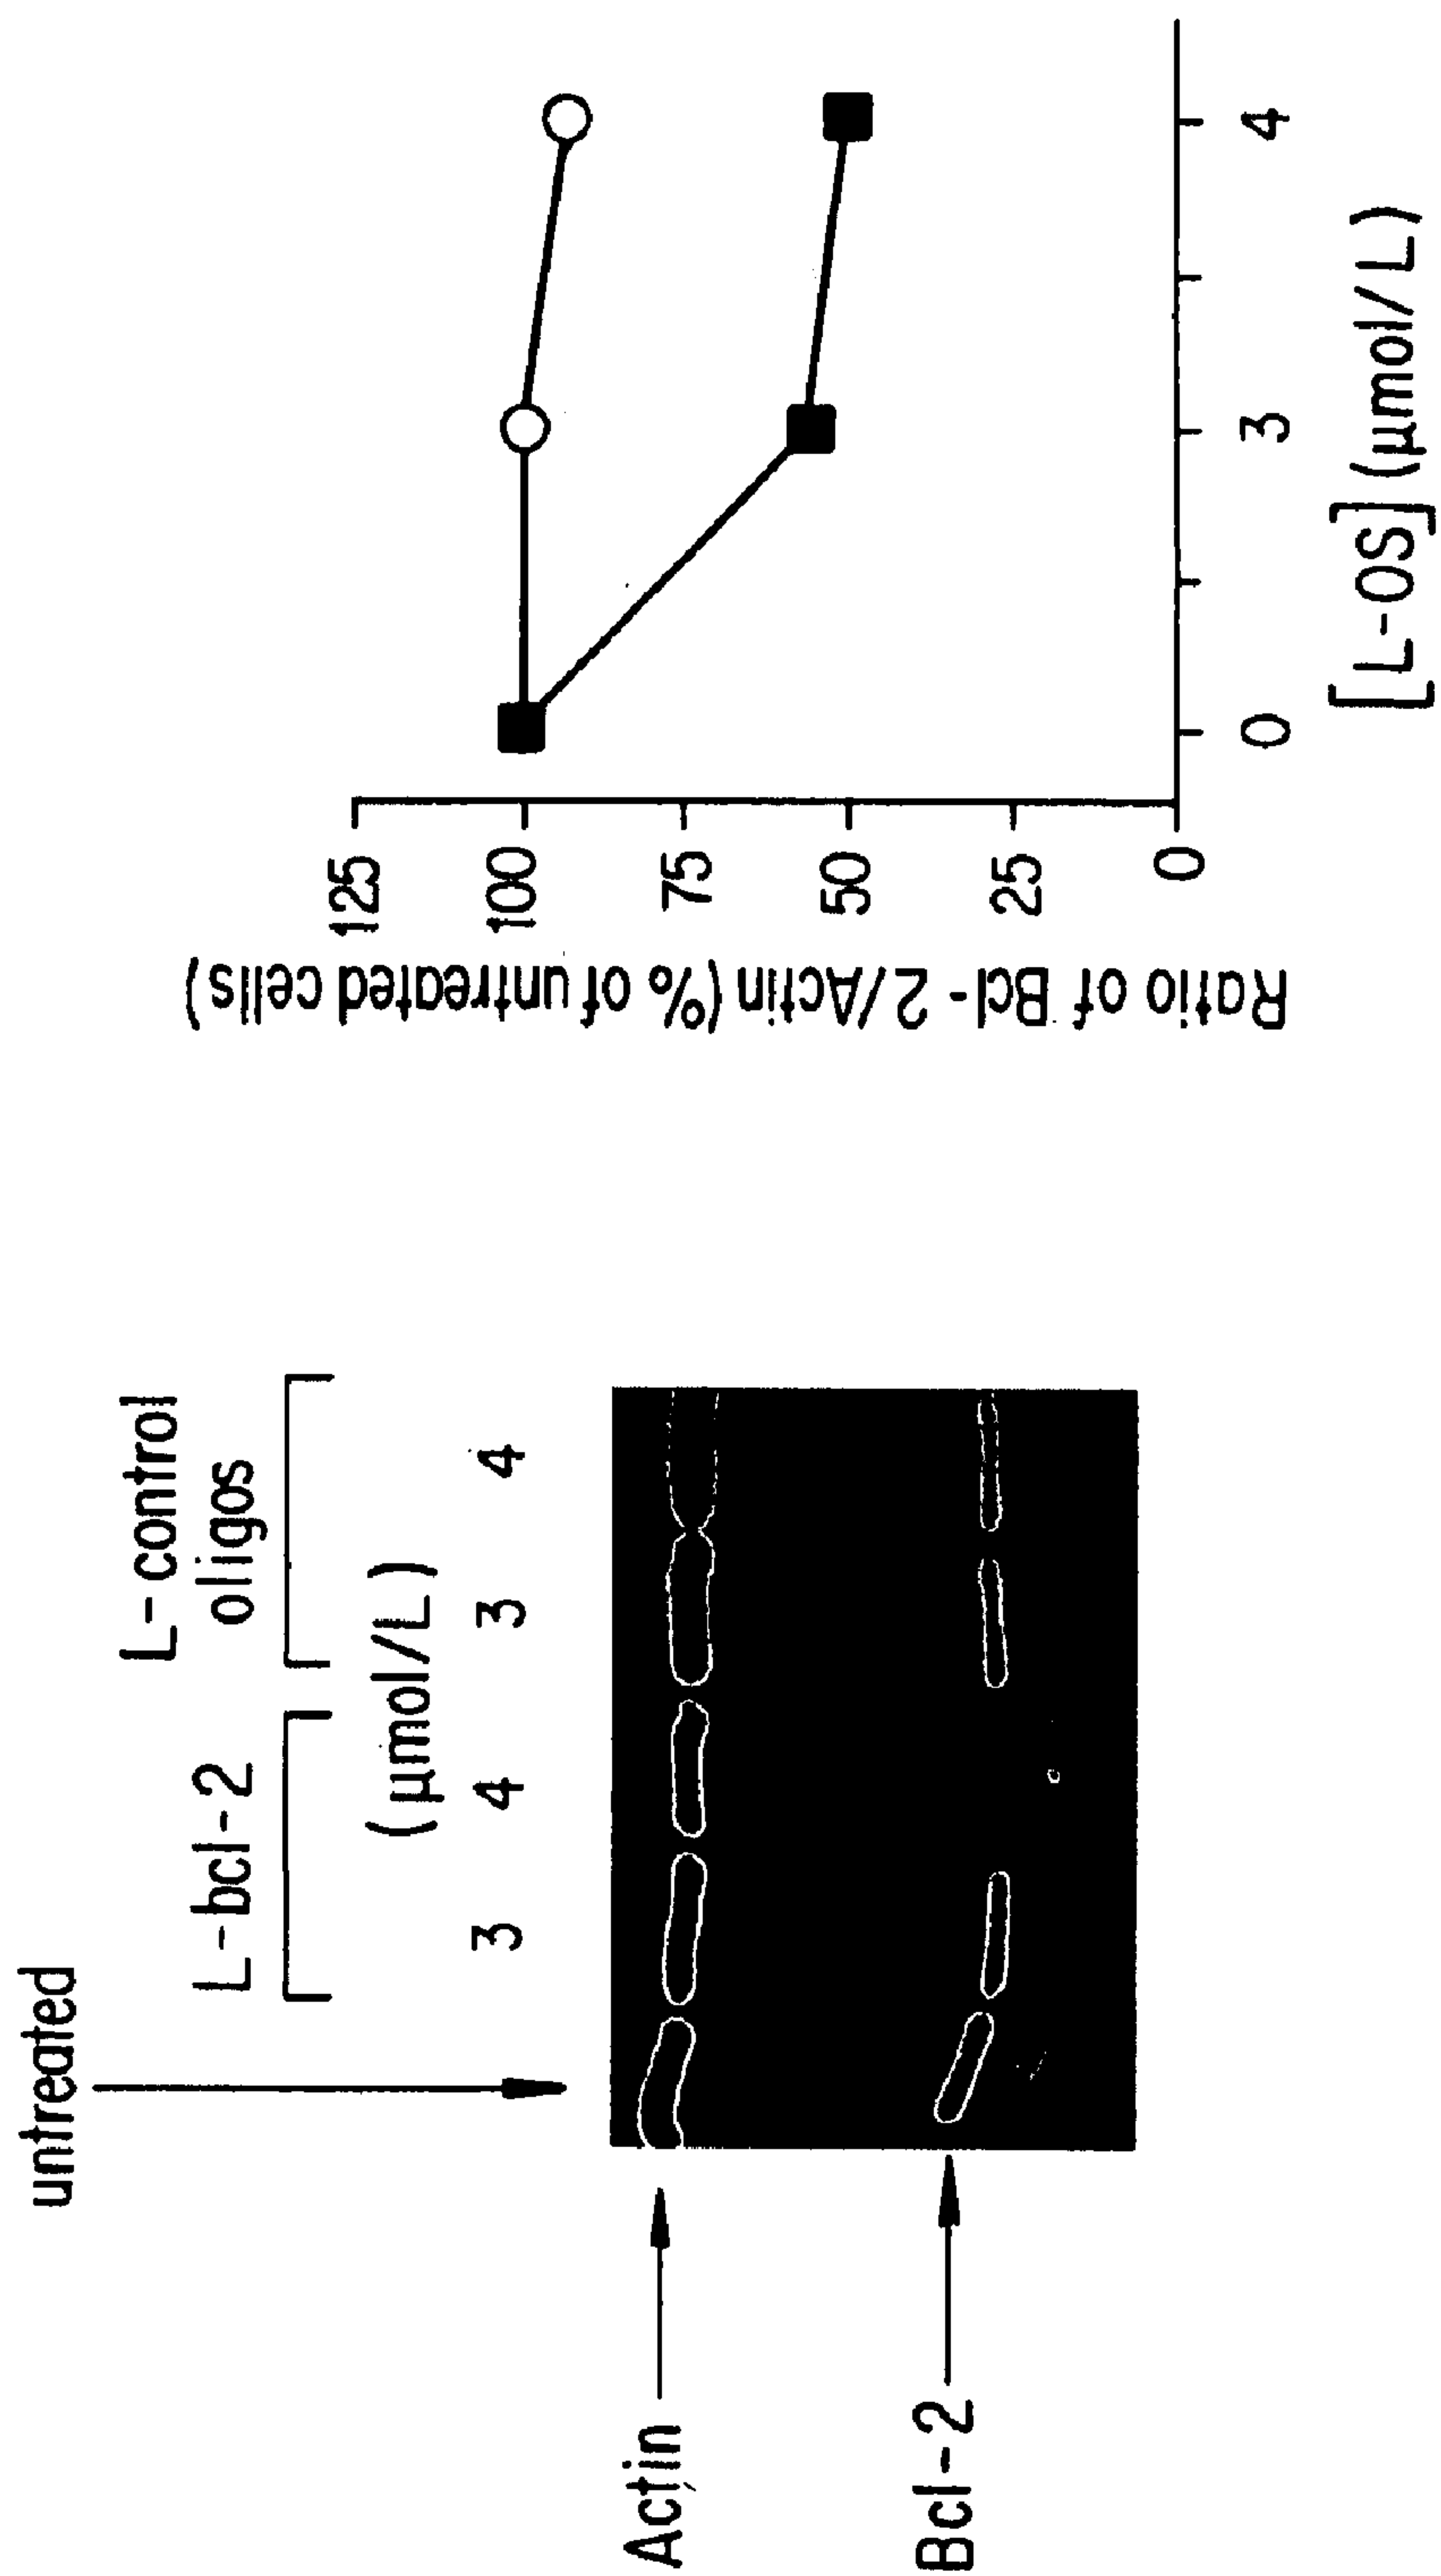 untreated
L-bcl-2
L-control
oligos
(µmol/L)
3 4 3 4
Actin
Bcl-2
Ratio of Bcl-2/Actin (% of untreated cells)
125
100
75
50
25
0
0 3 4
[L-OS] (µmol/L)